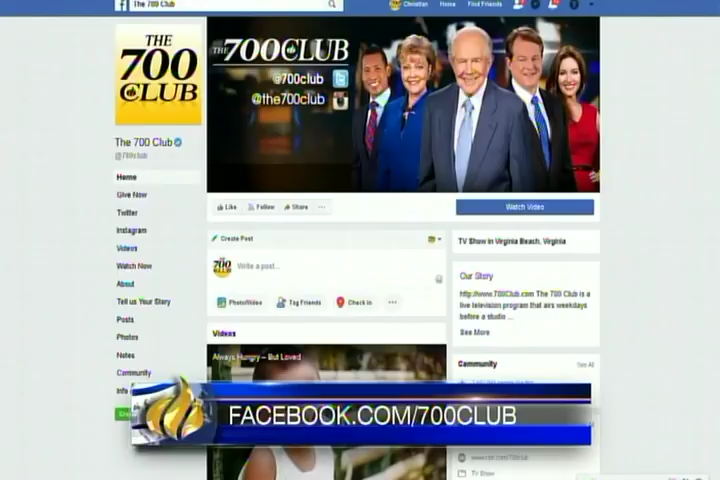 The 700 Club
Christian
Home
Find Friends
THE
700
CLUB
THE 700 CLUB
@700club
@the700club
The 700 Club
@700club
Home
Give Now
Twitter
Instagram
Videos
Watch Now
About
Tell us Your Story
Posts
Photos
Notes
Community
Info
Like
Follow
Share
Watch Video
Create Post
THE
700
CLUB
Write a post...
Photo/Video
Tag Friends
Check in
Videos
Always Hungry – But Loved
TV Show in Virginia Beach, Virginia
Our Story
http://www.700Club.com The 700 Club is a
live television program that airs weekdays
before a studio ...
See More
Community
See All
FACEBOOK.COM/700CLUB
TV Show